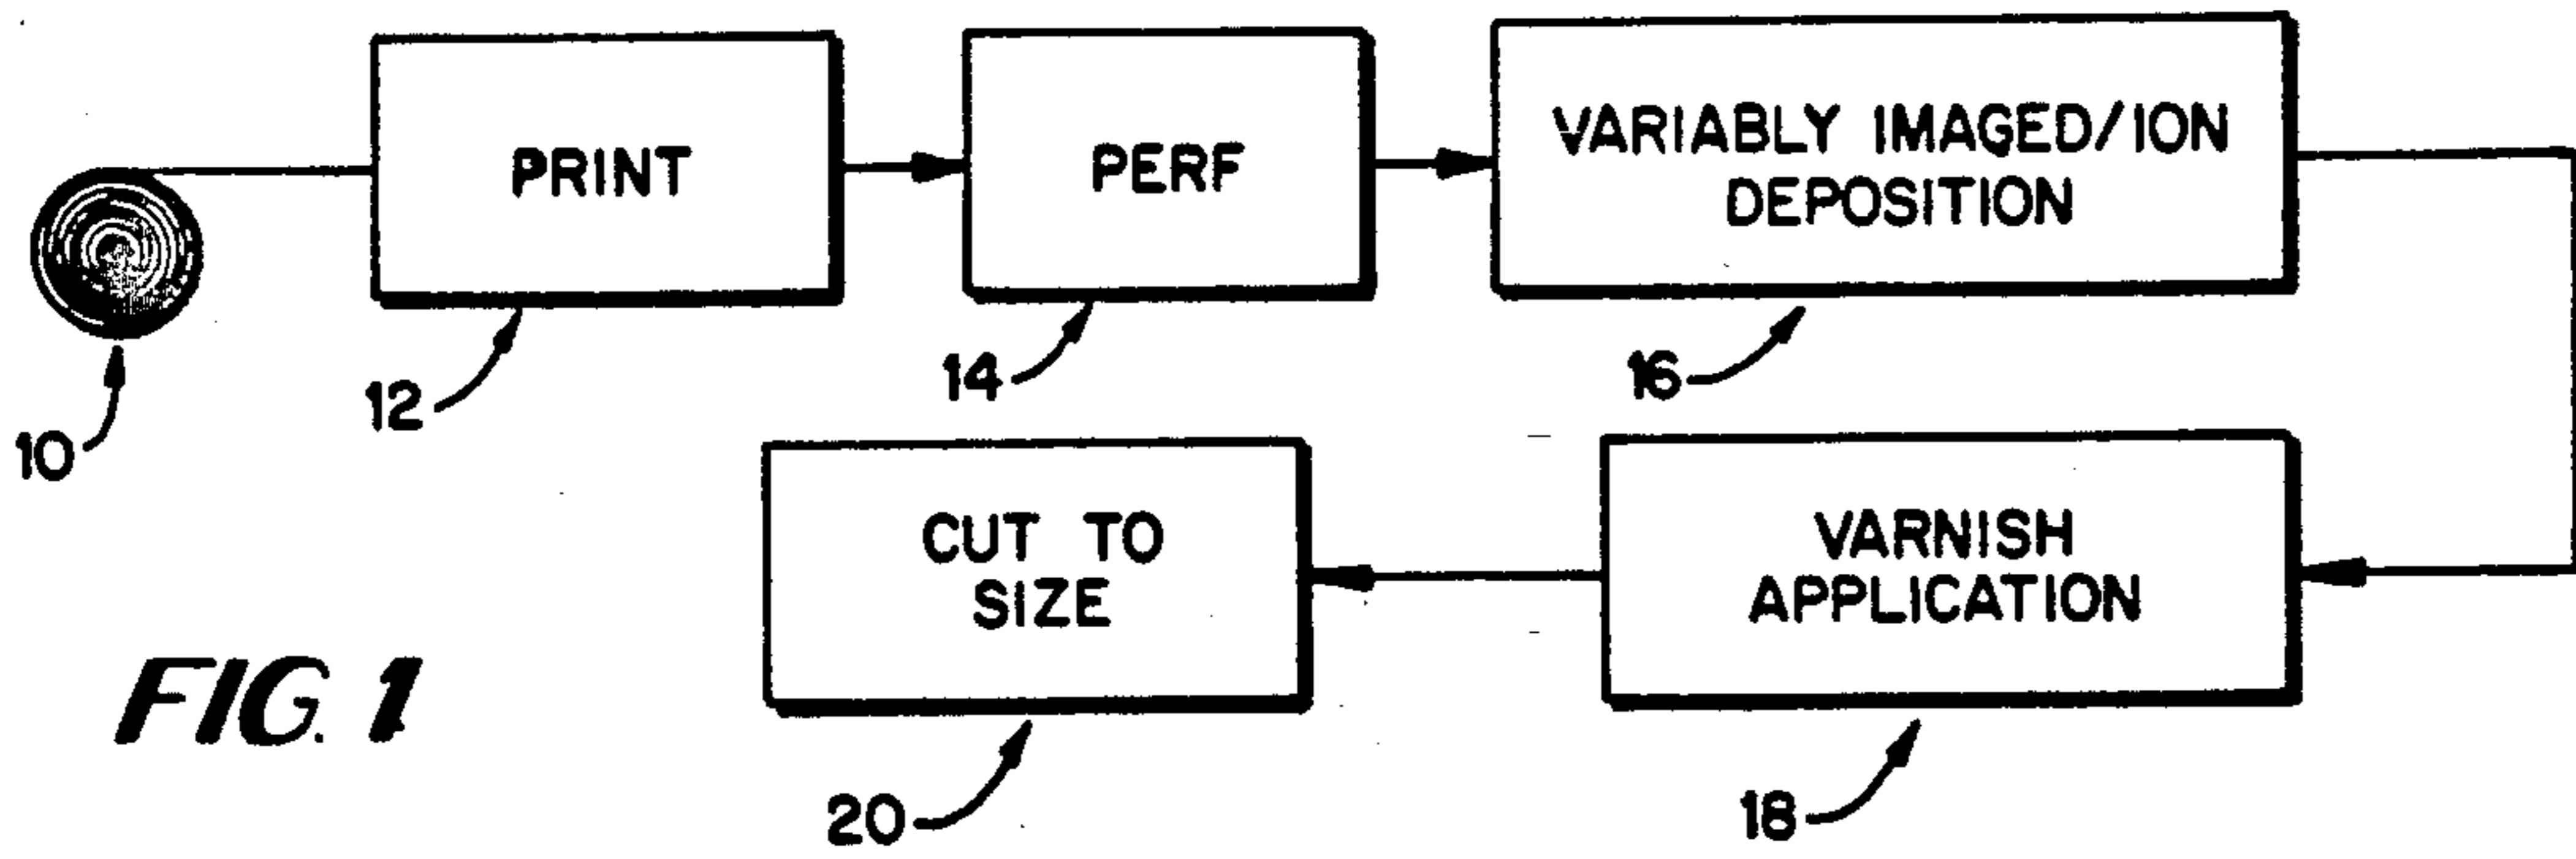 PRINT
PERF
VARIABLY IMAGED/ION
DEPOSITION
10
12
14
16
CUT TO
SIZE
VARNISH
APPLICATION
FIG. 1
20
18